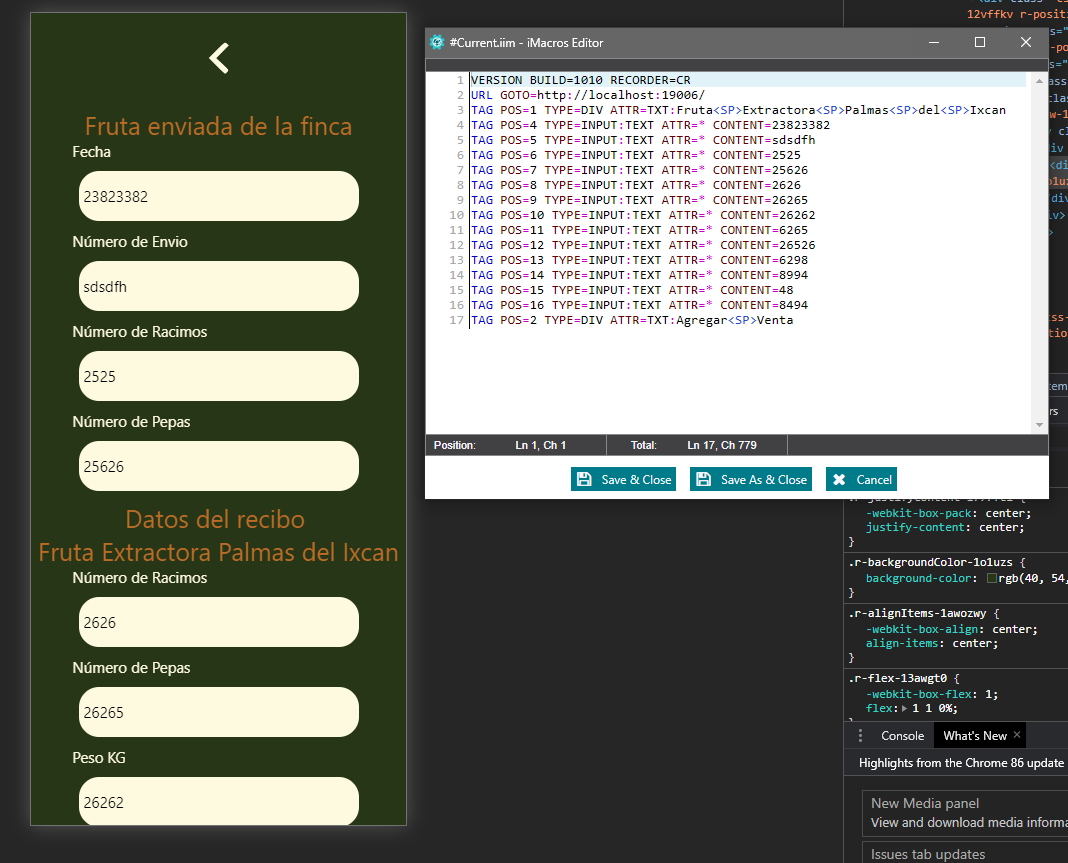 Fruta enviada de la finca
Fecha
23823382
Número de Envio
sdsdfh
Número de Racimos
2525
Número de Pepas
25626
Datos del recibo
Fruta Extractora Palmas del Ixcan
Número de Racimos
2626
Número de Pepas
26265
Peso KG
26262
#Current.iim - iMacros Editor
1 VERSION BUILD=1010 RECORDER=CR
2 URL GOTO=http://localhost:19006/
3 TAG POS=1 TYPE=DIV ATTR=TXT:Fruta<SP>Extractora<SP>Palmas<SP>del<SP>Ixcan
4 TAG POS=4 TYPE=INPUT:TEXT ATTR=* CONTENT=23823382
5 TAG POS=5 TYPE=INPUT:TEXT ATTR=* CONTENT=sdsdfh
6 TAG POS=6 TYPE=INPUT:TEXT ATTR=* CONTENT=2525
7 TAG POS=7 TYPE=INPUT:TEXT ATTR=* CONTENT=25626
8 TAG POS=8 TYPE=INPUT:TEXT ATTR=* CONTENT=2626
9 TAG POS=9 TYPE=INPUT:TEXT ATTR=* CONTENT=26265
10 TAG POS=10 TYPE=INPUT:TEXT ATTR=* CONTENT=26262
11 TAG POS=11 TYPE=INPUT:TEXT ATTR=* CONTENT=6265
12 TAG POS=12 TYPE=INPUT:TEXT ATTR=* CONTENT=26526
13 TAG POS=13 TYPE=INPUT:TEXT ATTR=* CONTENT=6298
14 TAG POS=14 TYPE=INPUT:TEXT ATTR=* CONTENT=8994
15 TAG POS=15 TYPE=INPUT:TEXT ATTR=* CONTENT=48
16 TAG POS=16 TYPE=INPUT:TEXT ATTR=* CONTENT=8494
17 TAG POS=2 TYPE=DIV ATTR=TXT:Agregar<SP>Venta
Position: Ln 1, Ch 1 Total: Ln 17, Ch 779
Save & Close Save As & Close Cancel
12vffkv r-positi
-webkit-box-pack: center;
justify-content: center;
}
.r-backgroundColor-1o1uzs {
background-color: rgb(40, 54,
}
.r-alignItems-1awozwy {
-webkit-box-align: center;
align-items: center;
}
.r-flex-13awgt0 {
-webkit-box-flex: 1;
flex: 1 1 0%;
Console What's New ×
Highlights from the Chrome 86 update
New Media panel
View and download media informa
Issues tab updates